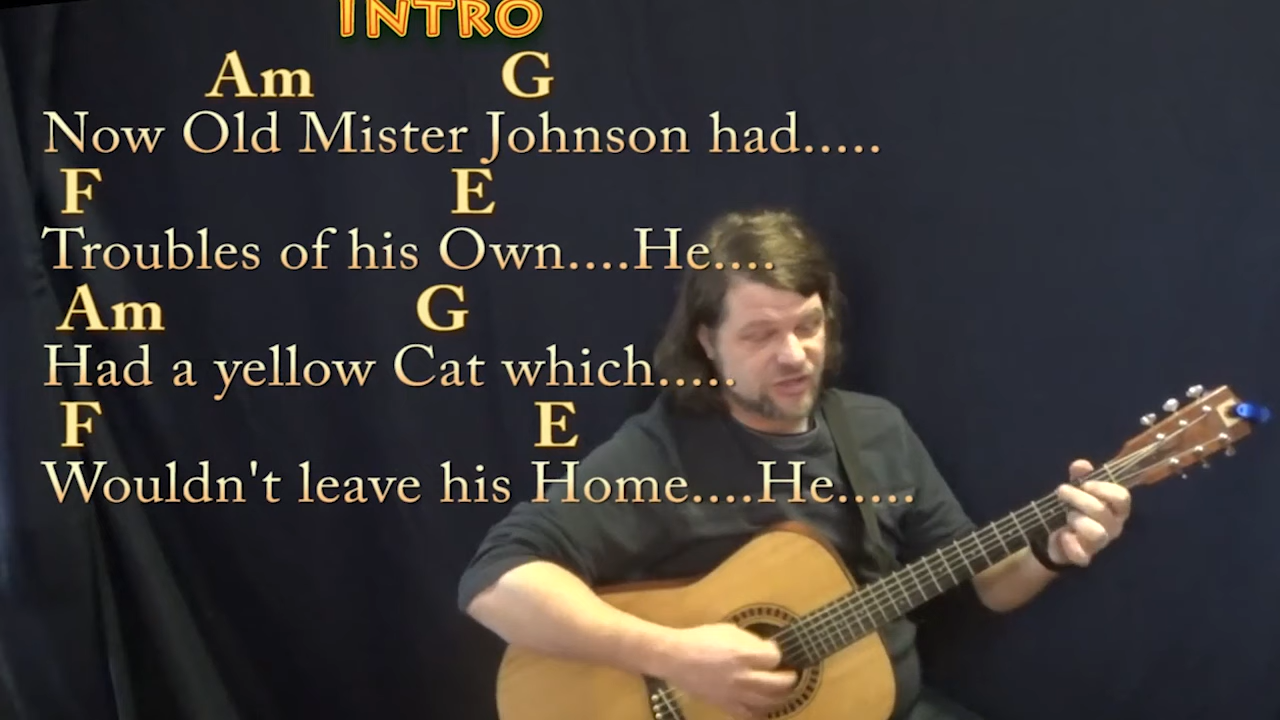 INTRO
Am G
Now Old Mister Johnson had.....
F E
Troubles of his Own....He....
Am G
Had a yellow Cat which.....
F E
Wouldn't leave his Home....He.....